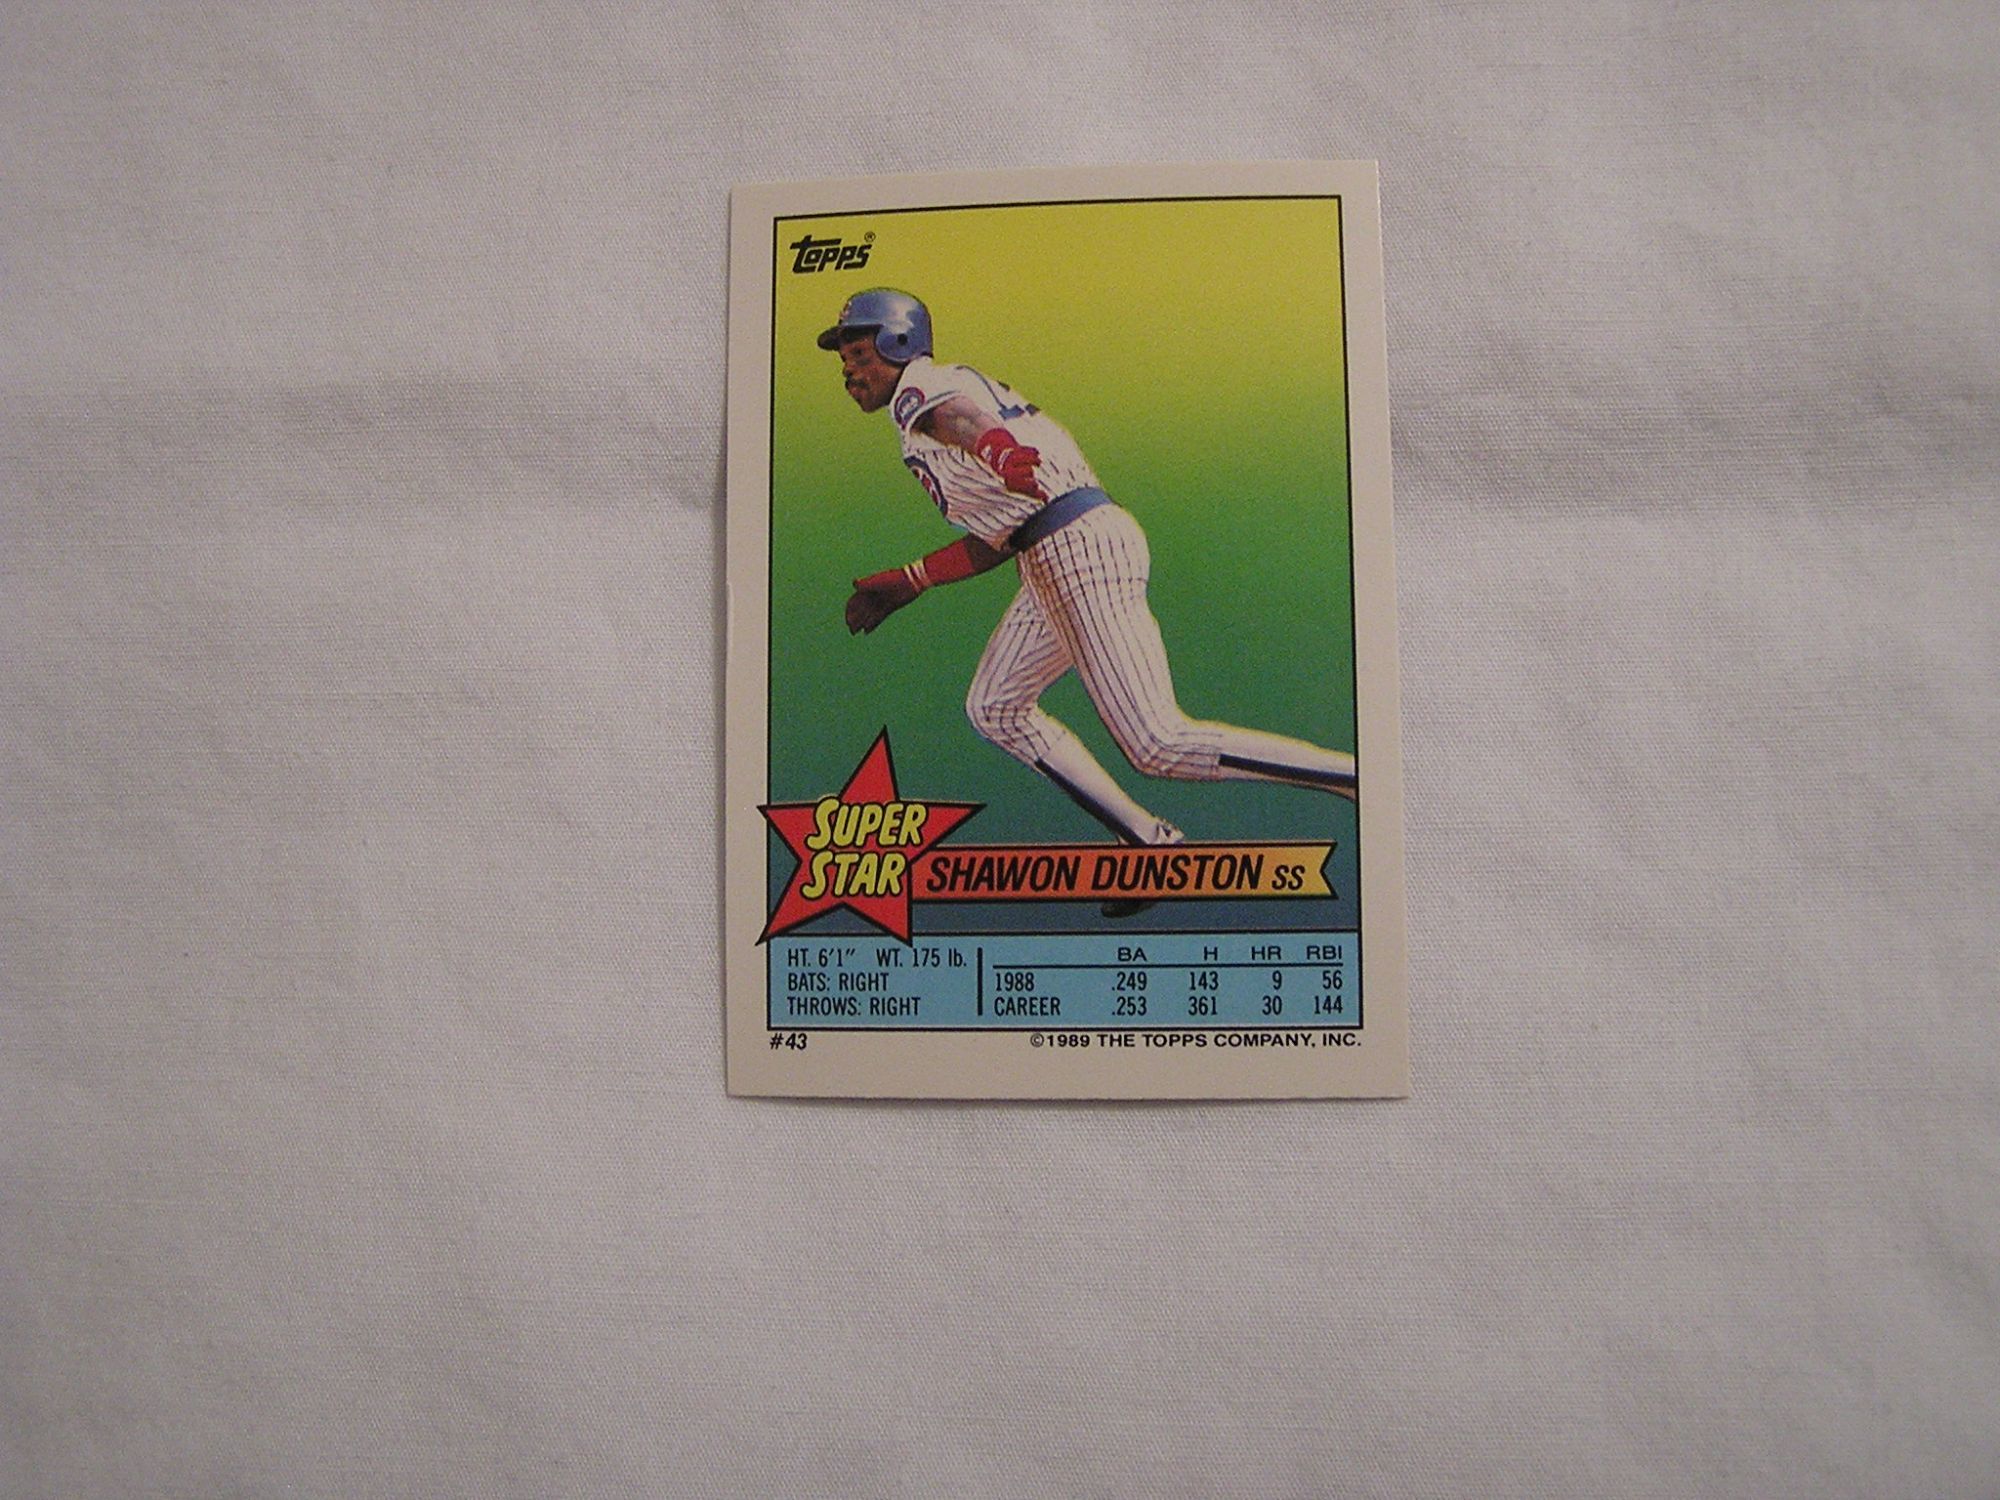 topps®
SUPER
STAR
SHAWON DUNSTON SS
HT. 6'1" WT. 175 lb.
BATS: RIGHT
THROWS: RIGHT
BA H HR RBI
1988 .249 143 9 56
CAREER .253 361 30 144
#43 ©1989 THE TOPPS COMPANY, INC.